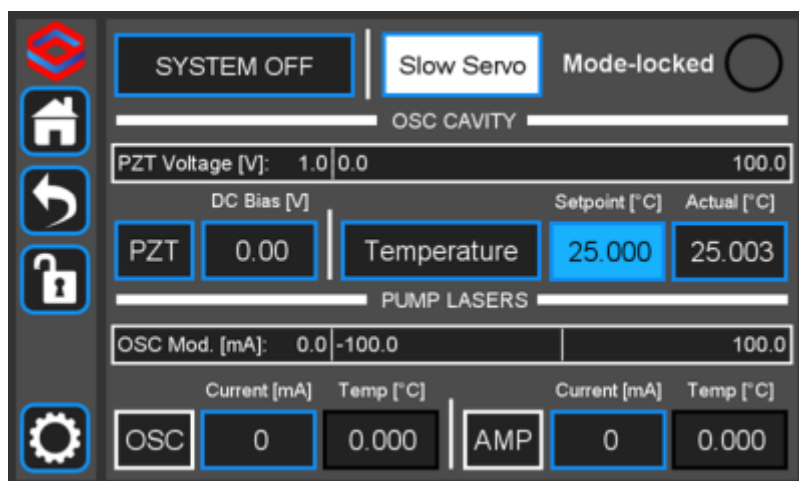 SYSTEM OFF Slow Servo Mode-locked
OSC CAVITY
PZT Voltage [V]: 1.0 0.0 100.0
DC Bias [V] Setpoint [°C] Actual [°C]
PZT 0.00 Temperature 25.000 25.003
PUMP LASERS
OSC Mod. [mA]: 0.0 -100.0 100.0
Current [mA] Temp [°C] Current [mA] Temp [°C]
OSC 0 0.000 AMP 0 0.000